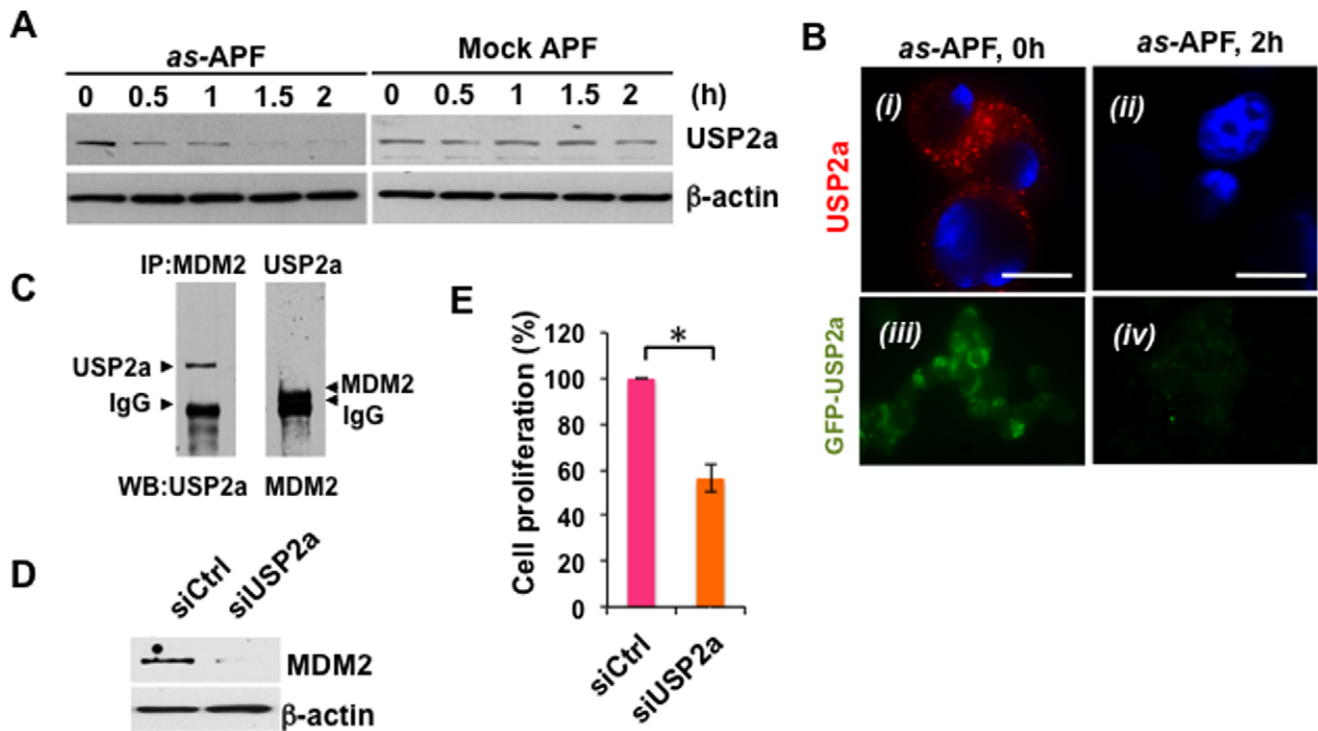 A
as-APF Mock APF
0 0.5 1 1.5 2 0 0.5 1 1.5 2 (h)
USP2a
β-actin
B
as-APF, 0h as-APF, 2h
(i) (ii)
USP2a
(iii) (iv)
GFP-USP2a
C
IP:MDM2 USP2a
USP2a
IgG
MDM2
IgG
WB:USP2a MDM2
D
siCtrl siUSP2a
MDM2
β-actin
E
Cell proliferation (%)
120
100
80
60
40
20
0
*
siCtrl siUSP2a